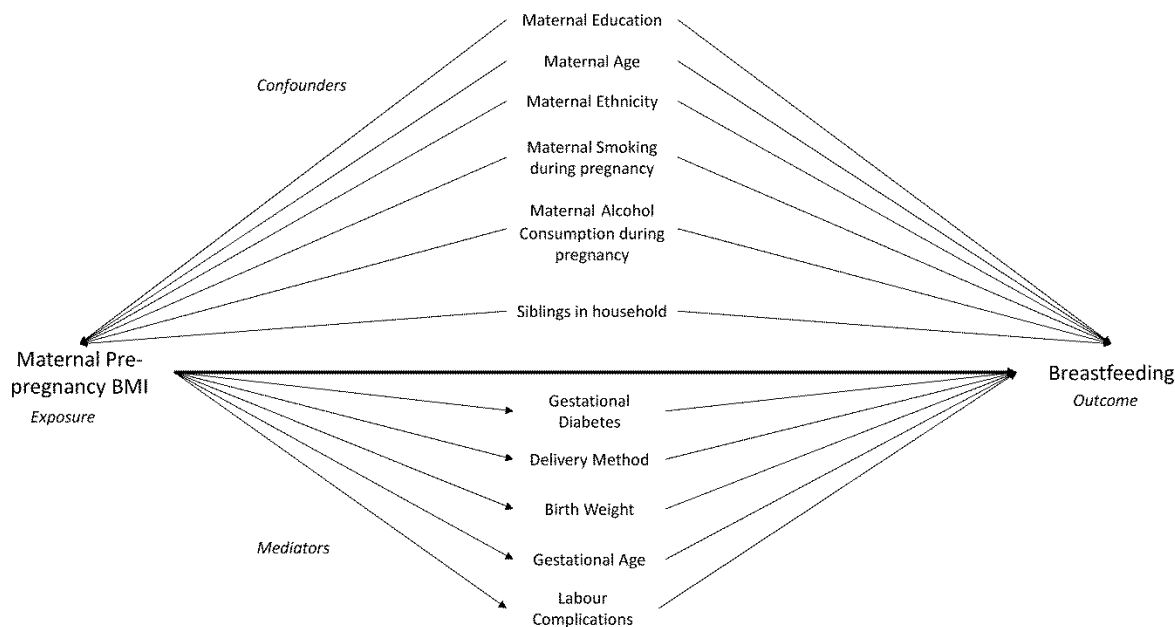 Maternal Education
Maternal Age
Confounders
Maternal Ethnicity
Maternal Smoking
during pregnancy
Maternal Alcohol
Consumption during
pregnancy
Siblings in household
Maternal Pre-
pregnancy BMI
Exposure
Breastfeeding
Outcome
Gestational
Diabetes
Delivery Method
Birth Weight
Mediators
Gestational Age
Labour
Complications